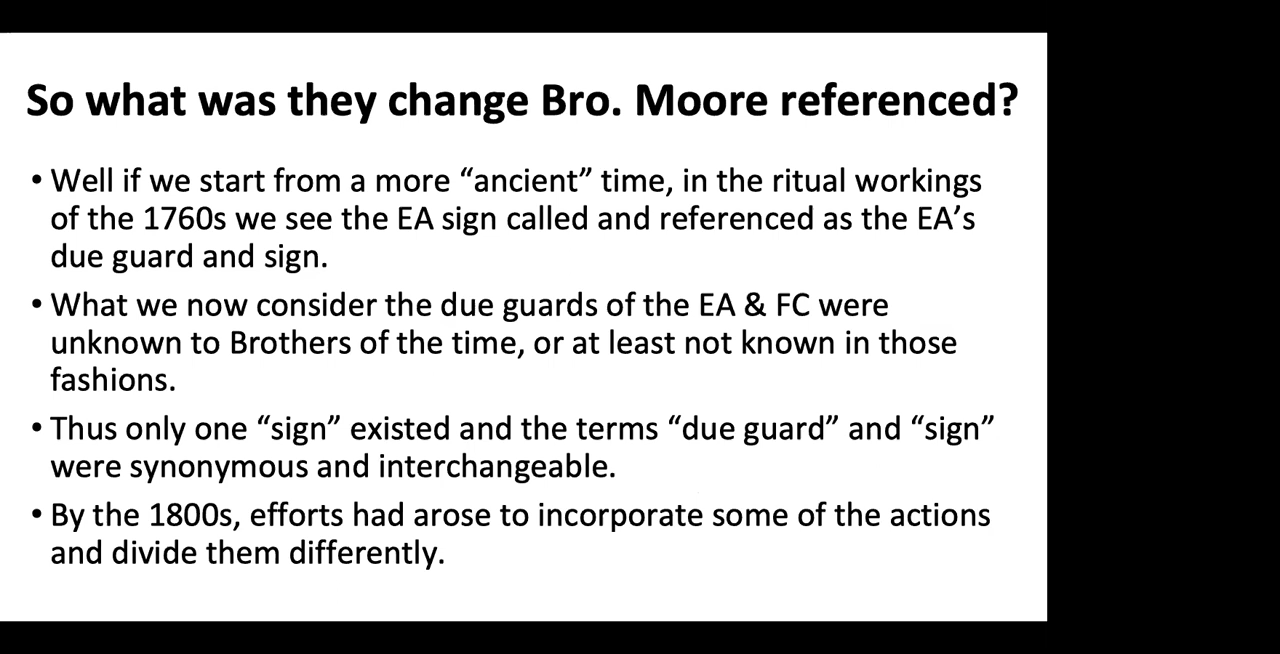 So what was they change Bro. Moore referenced?
• Well if we start from a more “ancient” time, in the ritual workings
of the 1760s we see the EA sign called and referenced as the EA’s
due guard and sign.
• What we now consider the due guards of the EA & FC were
unknown to Brothers of the time, or at least not known in those
fashions.
• Thus only one “sign” existed and the terms “due guard” and “sign”
were synonymous and interchangeable.
• By the 1800s, efforts had arose to incorporate some of the actions
and divide them differently.